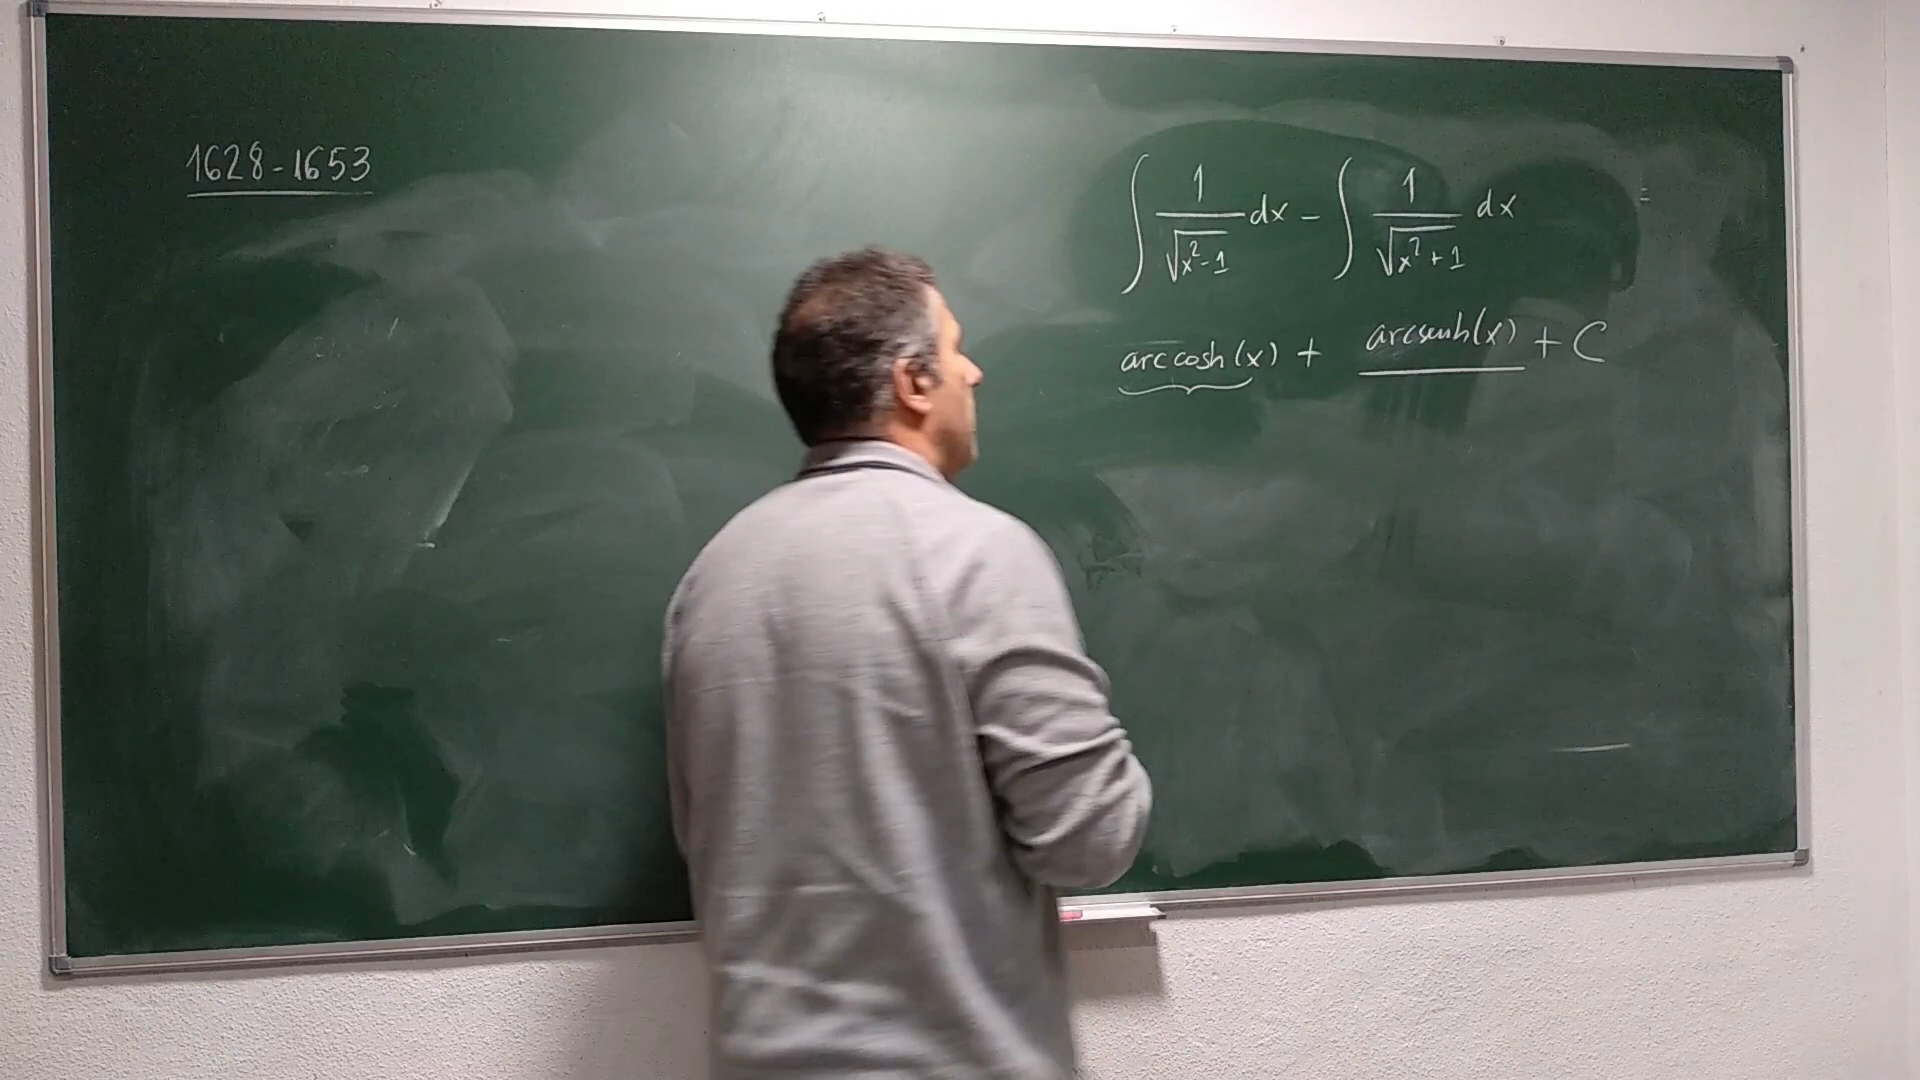 1628-1653
∫ 1/√(x²-1) dx - ∫ 1/√(x²+1) dx =
arccosh(x) + arcsenh(x) + C